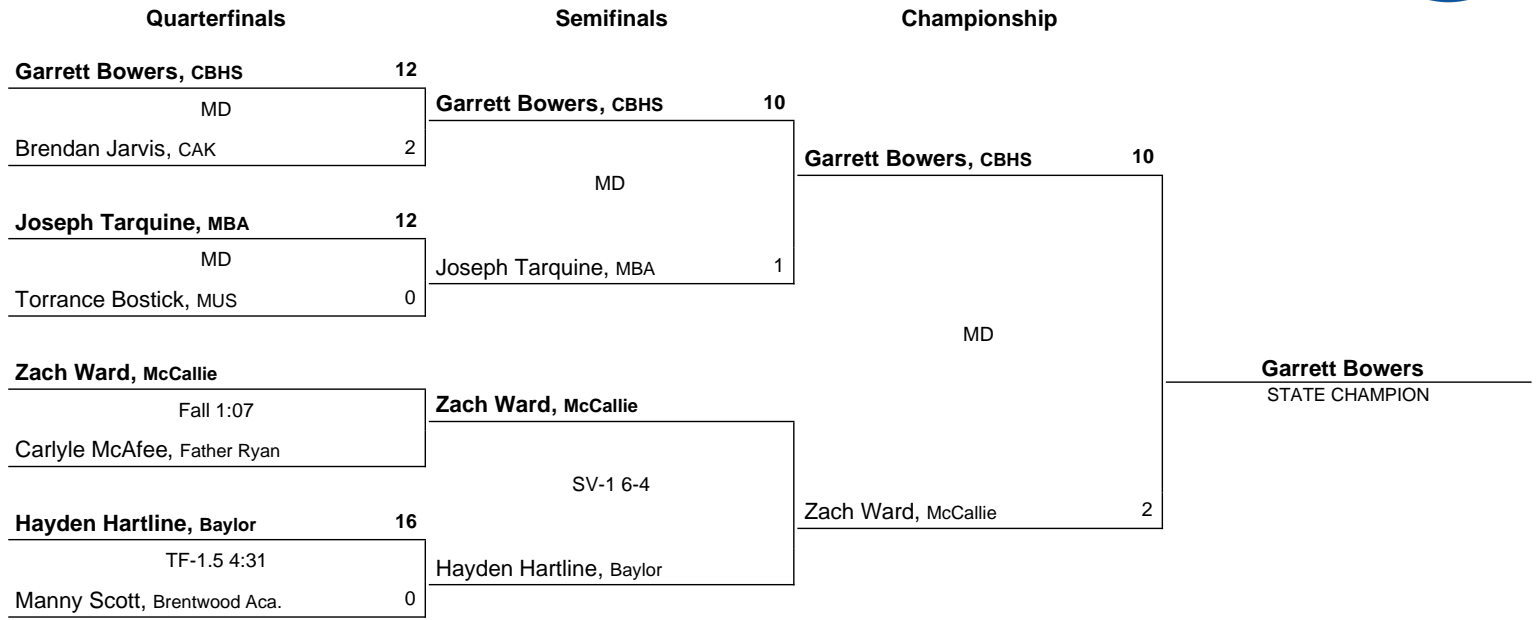 Quarterfinals Semifinals Championship
Garrett Bowers, CBHS 12
MD
Brendan Jarvis, CAK 2
Joseph Tarquine, MBA 12
MD
Torrance Bostick, MUS 0
Zach Ward, McCallie
Fall 1:07
Carlyle McAfee, Father Ryan
Hayden Hartline, Baylor 16
TF-1.5 4:31
Manny Scott, Brentwood Aca. 0
Garrett Bowers, CBHS 10
MD
Joseph Tarquine, MBA 1
Zach Ward, McCallie
SV-1 6-4
Hayden Hartline, Baylor
Garrett Bowers, CBHS 10
MD
Zach Ward, McCallie 2
Garrett Bowers
STATE CHAMPION